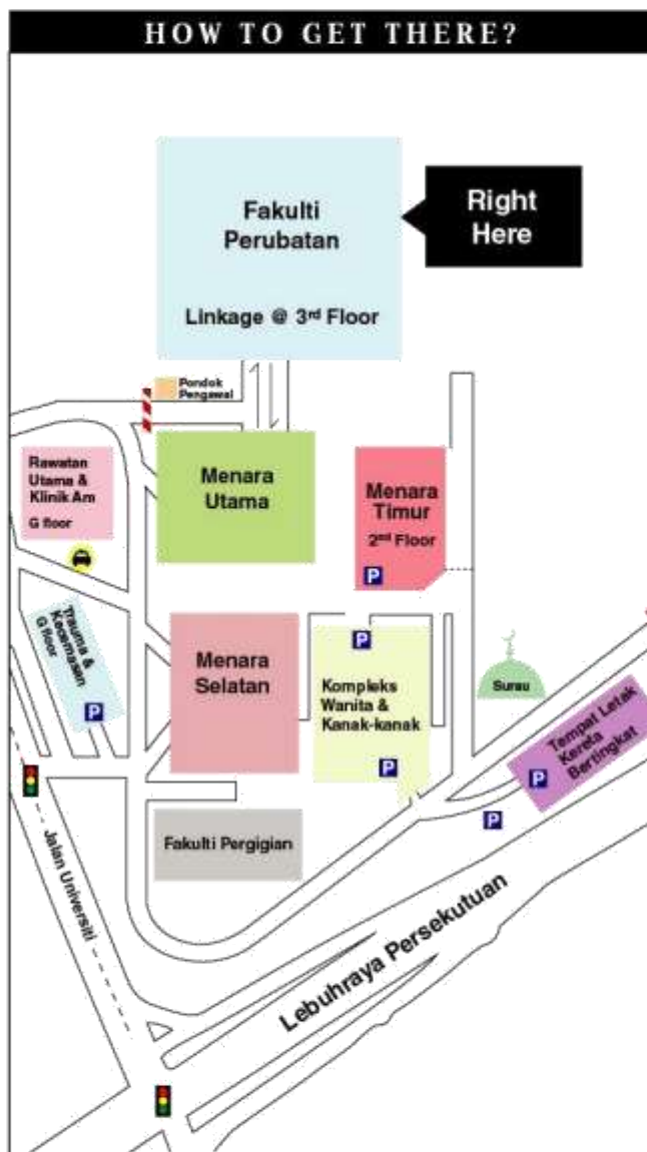 HOW TO GET THERE?
Fakulti
Perubatan
Linkage @ 3rd Floor
Right
Here
Pondok
Pengawal
Rawatan
Utama &
Klinik Am
G floor
Menara
Utama
Menara
Timur
2nd Floor
P
Trauma &
Kecemasan
G floor
P
Menara
Selatan
P
Kompleks
Wanita &
Kanak-kanak
P
Surau
Tempat Letak
Kereta
Bertingkat
P
P
Fakulti Pergigian
Jalan Universiti
Lebuhraya Persekutuan